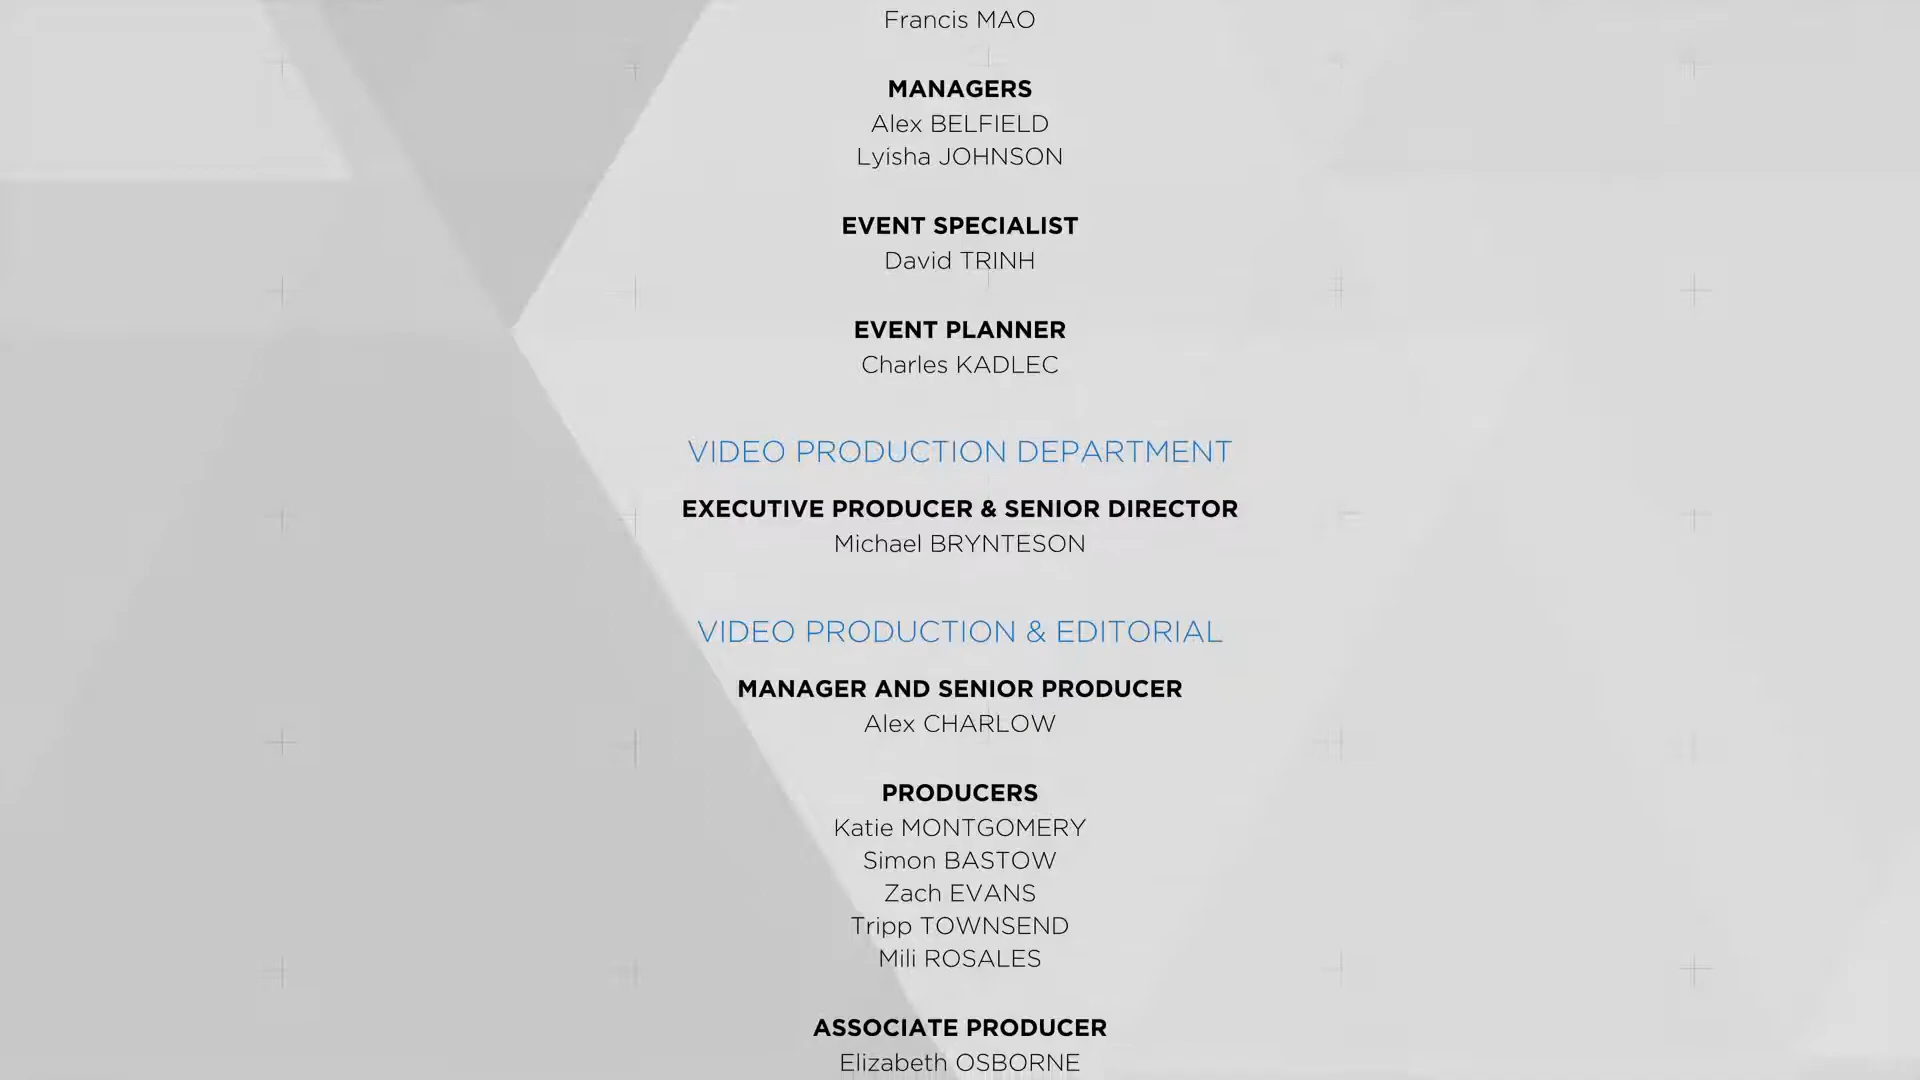 Francis MAO
MANAGERS
Alex BELFIELD
Lyisha JOHNSON
EVENT SPECIALIST
David TRINH
EVENT PLANNER
Charles KADLEC
VIDEO PRODUCTION DEPARTMENT
EXECUTIVE PRODUCER & SENIOR DIRECTOR
Michael BRYNTESON
VIDEO PRODUCTION & EDITORIAL
MANAGER AND SENIOR PRODUCER
Alex CHARLOW
PRODUCERS
Katie MONTGOMERY
Simon BASTOW
Zach EVANS
Tripp TOWNSEND
Mili ROSALES
ASSOCIATE PRODUCER
Elizabeth OSBORNE